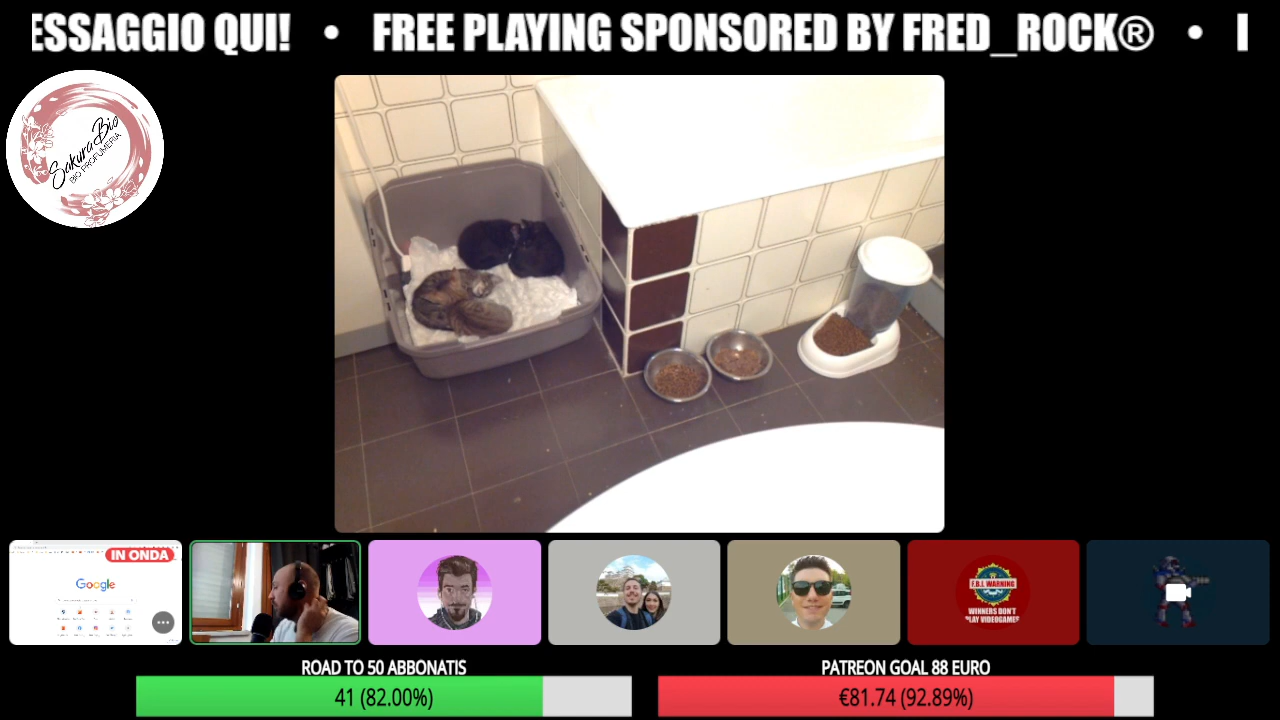 ESSAGGIO QUI! • FREE PLAYING SPONSORED BY FRED_ROCK® •
Sakura Bio
BIO PROFUMERIA
IN ONDA
Google
F.B.I. WARNING
WINNERS DON'T
PLAY VIDEOGAMES
ROAD TO 50 ABBONATIS
PATREON GOAL 88 EURO
41 (82.00%)
€81.74 (92.89%)